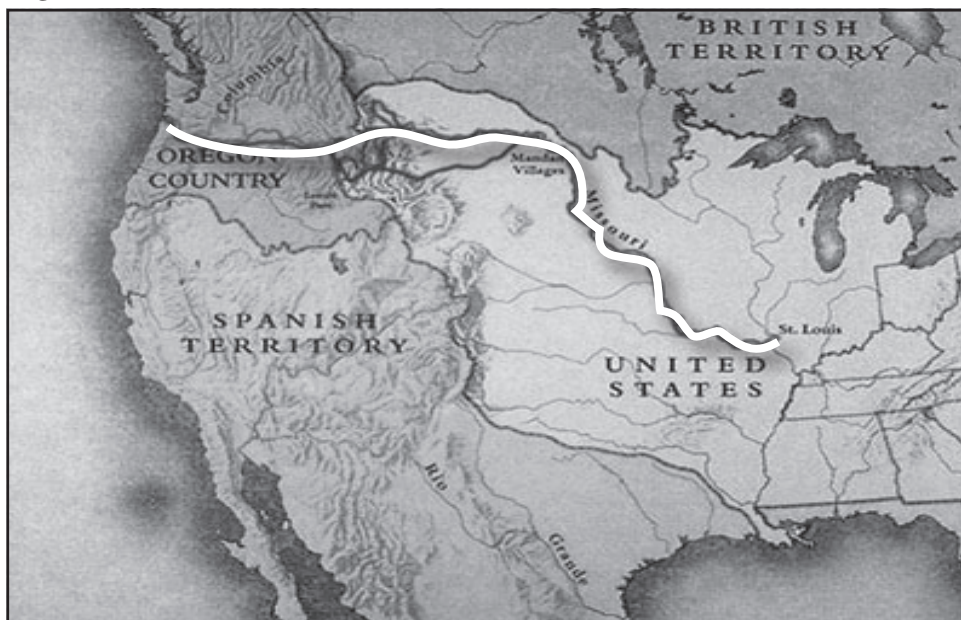 BRITISH
TERRITORY
Columbia
OREGON
COUNTRY
Mandan
Villages
Missouri
SPANISH
TERRITORY
St. Louis
UNITED
STATES
Rio
Grande